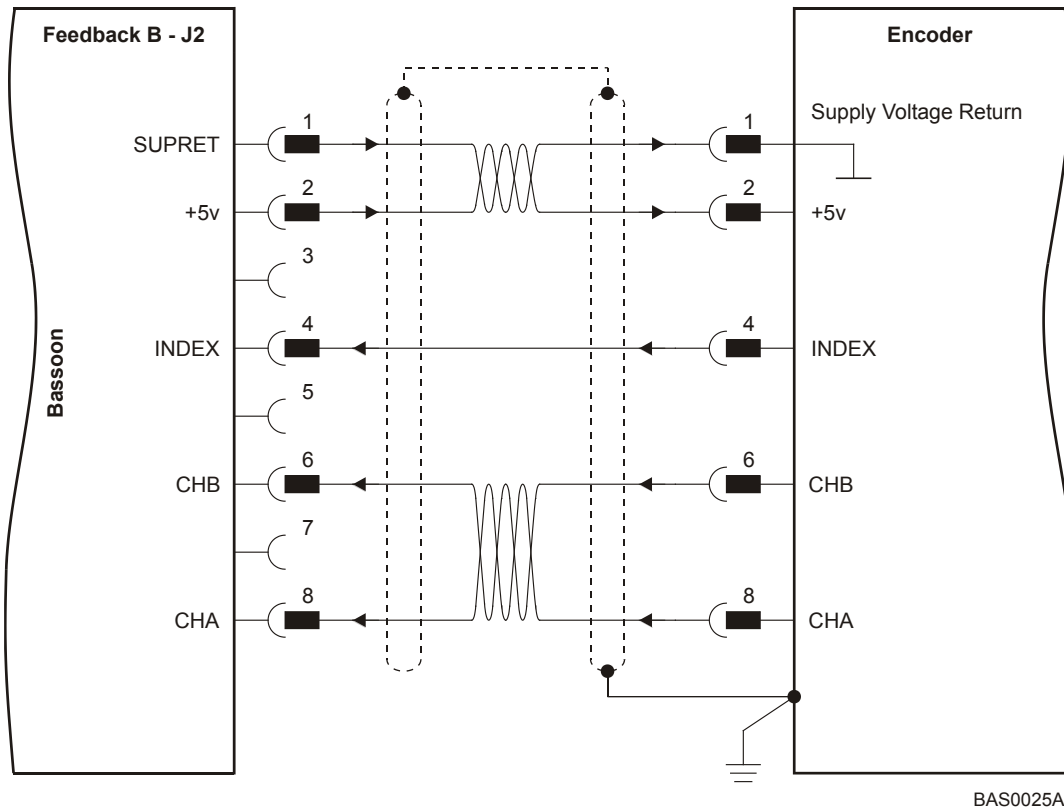 Feedback B - J2
Encoder
Supply Voltage Return
SUPRET
1
1
+5v
2
2
+5v
3
INDEX
4
4
INDEX
Bassoon
5
CHB
6
6
CHB
7
CHA
8
8
CHA
BAS0025A